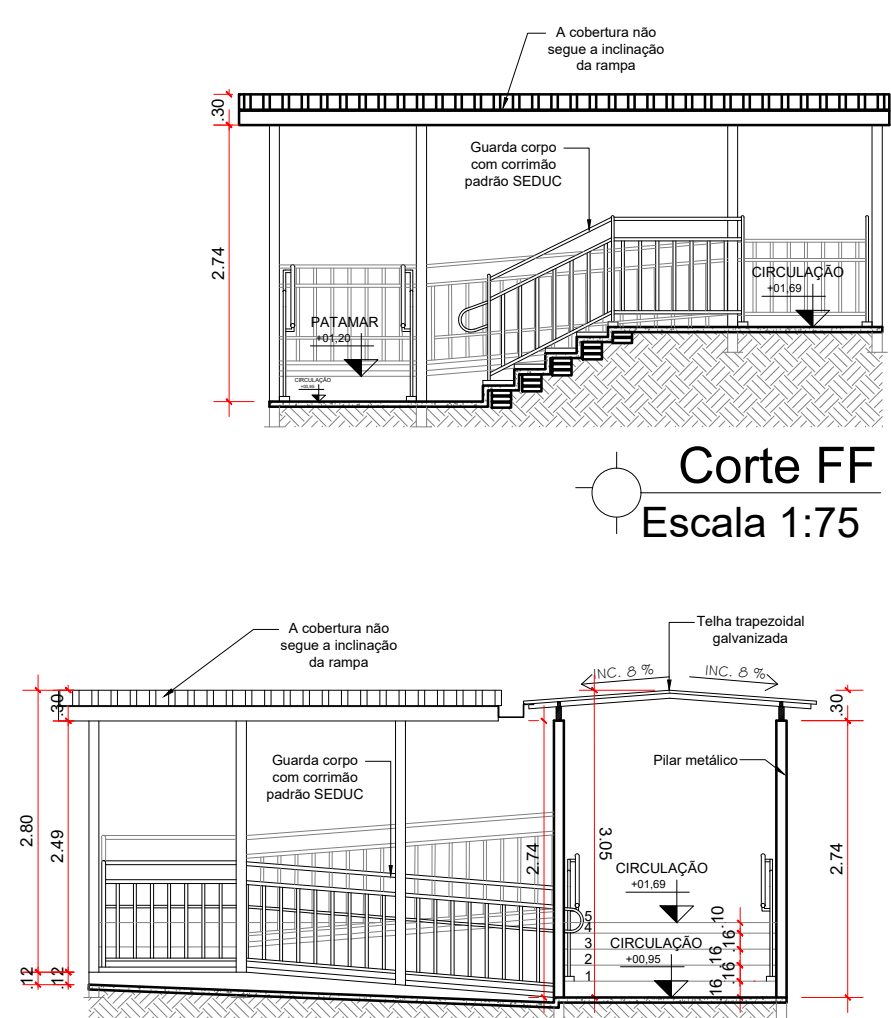 A cobertura não
segue a inclinação
da rampa
.30
Guarda corpo
com corrimão
padrão SEDUC
2.74
CIRCULAÇÃO
+01,69
PATAMAR
+01,20
CIRCULAÇÃO
+00,95
Corte FF
Escala 1:75
A cobertura não
segue a inclinação
da rampa
Telha trapezoidal
galvanizada
INC. 8 %
INC. 8 %
.30
.30
Guarda corpo
com corrimão
padrão SEDUC
Pilar metálico
2.80
2.49
2.74
3.05
2.74
CIRCULAÇÃO
+01,69
5
4
3
2
1
.10
.16
.16
.16
.16
CIRCULAÇÃO
+00,95
.12
.12